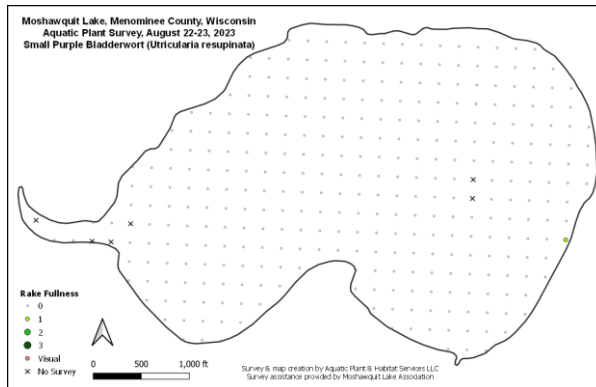 Moshawquit Lake, Menominee County, Wisconsin
Aquatic Plant Survey, August 22-23, 2023
Small Purple Bladderwort (Utricularia resupinata)
Rake Fullness
0
1
2
3
Visual
No Survey
0 500 1,000 ft
Survey & map creation by Aquatic Plant & Habitat Services LLC
Survey assistance provided by Moshawquit Lake Association